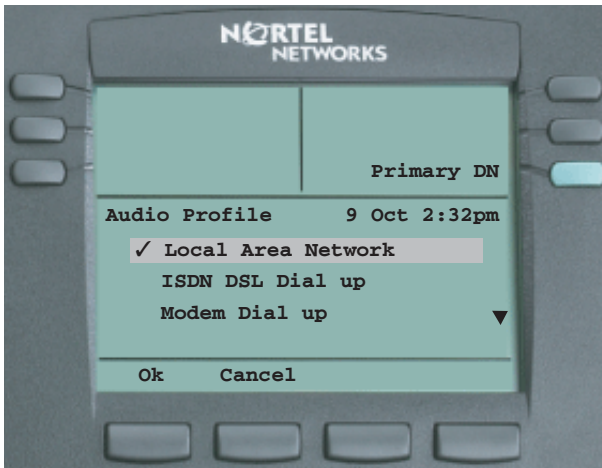 NORTEL
NETWORKS
Primary DN
Audio Profile 9 Oct 2:32pm
✓ Local Area Network
ISDN DSL Dial up
Modem Dial up
Ok Cancel